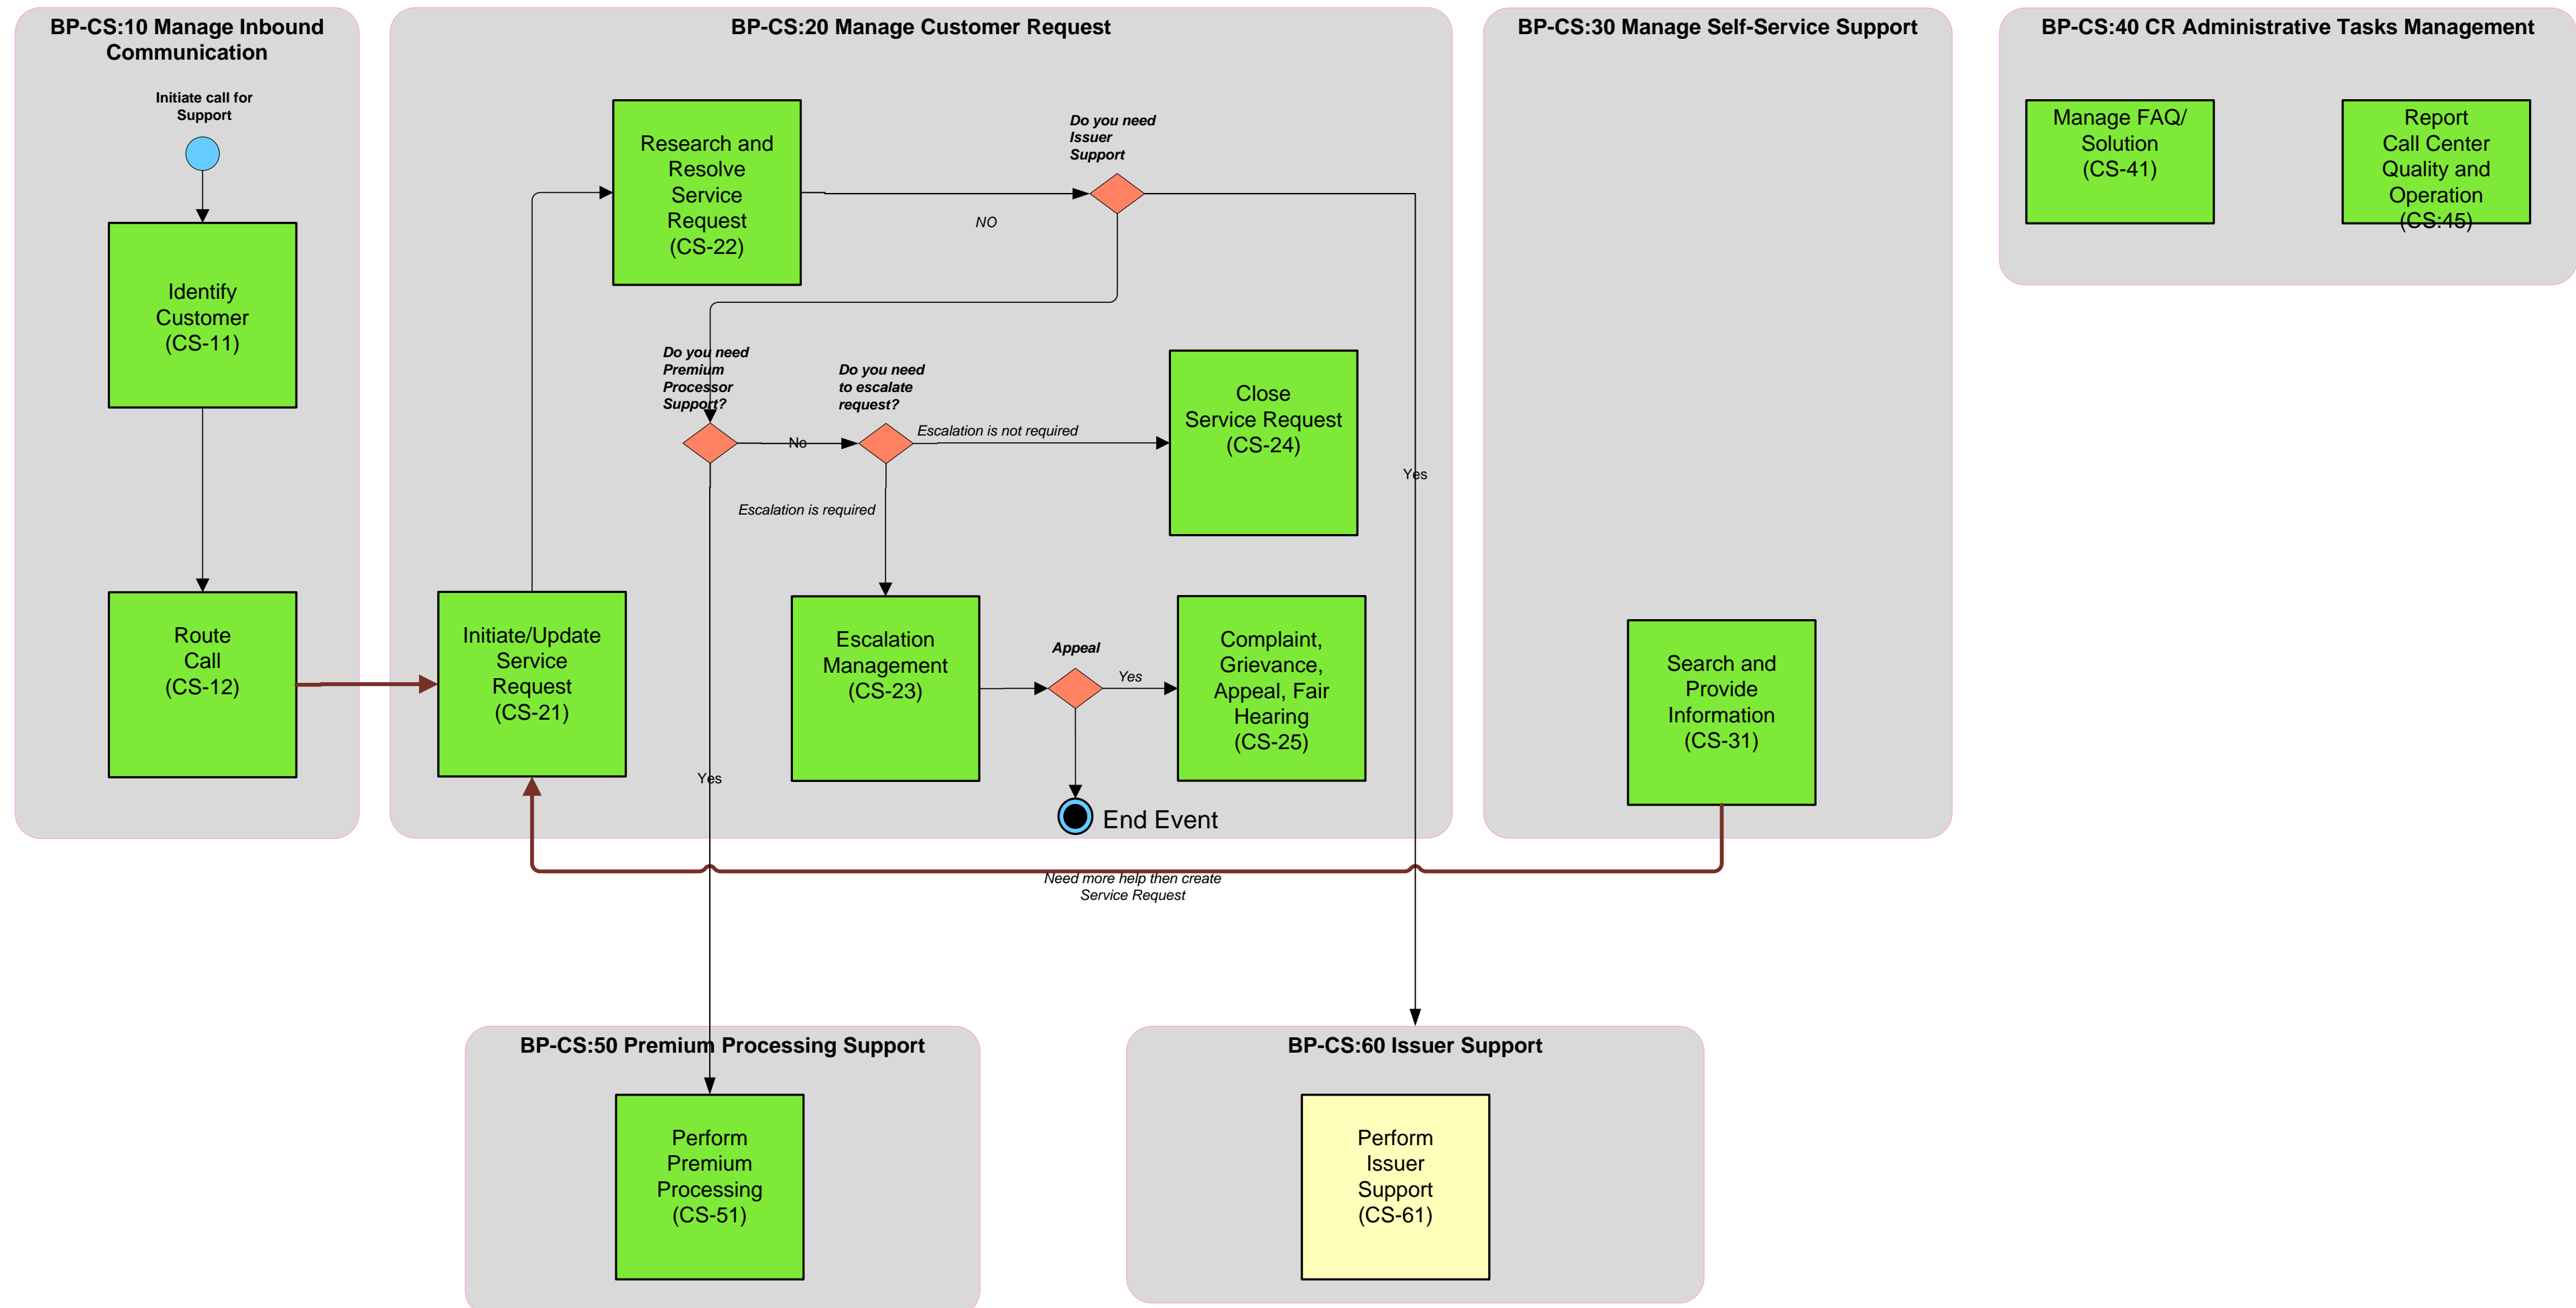 BP-CS:10 Manage Inbound
Communication
Initiate call for
Support
Identify
Customer
(CS-11)
Route
Call
(CS-12)
BP-CS:20 Manage Customer Request
Research and
Resolve
Service
Request
(CS-22)
NO
Do you need
Issuer
Support
Do you need
Premium
Processor
Support?
No
Do you need
to escalate
request?
Escalation is not required
Close
Service Request
(CS-24)
Yes
Escalation is required
Initiate/Update
Service
Request
(CS-21)
Yes
Escalation
Management
(CS-23)
Appeal
Yes
Complaint,
Grievance,
Appeal, Fair
Hearing
(CS-25)
End Event
BP-CS:30 Manage Self-Service Support
Search and
Provide
Information
(CS-31)
Need more help then create
Service Request
BP-CS:40 CR Administrative Tasks Management
Manage FAQ/
Solution
(CS-41)
Report
Call Center
Quality and
Operation
(CS:45)
BP-CS:50 Premium Processing Support
Perform
Premium
Processing
(CS-51)
BP-CS:60 Issuer Support
Perform
Issuer
Support
(CS-61)